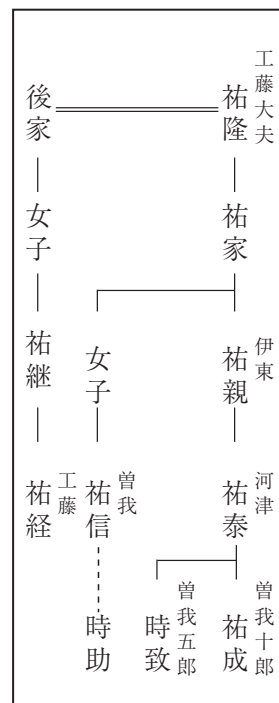 工藤大夫
祐隆
後家
祐家
女子
伊東
祐親
女子
祐継
河津
祐泰
曽我
祐信
工藤
祐経
曽我十郎
祐成
曽我五郎
時致
時助